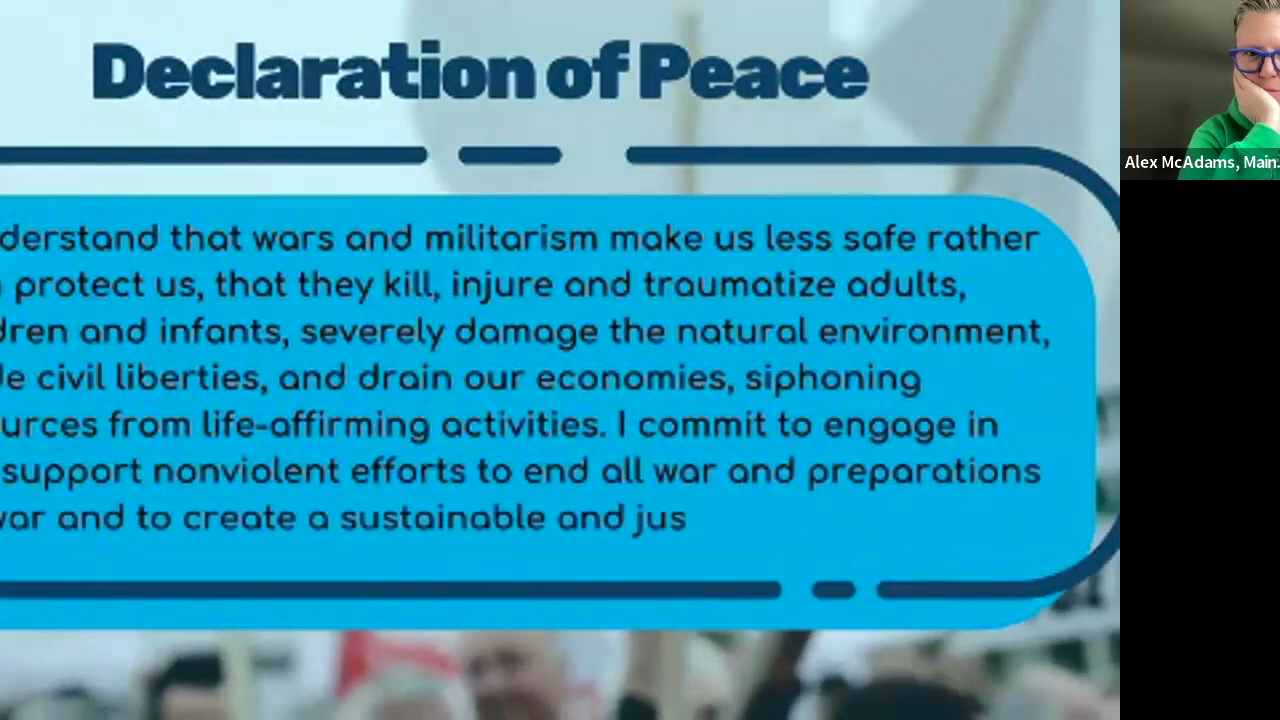 Declaration of Peace
derstand that wars and militarism make us less safe rather
protect us, that they kill, injure and traumatize adults,
dren and infants, severely damage the natural environment,
de civil liberties, and drain our economies, siphoning
urces from life-affirming activities. I commit to engage in
support nonviolent efforts to end all war and preparations
war and to create a sustainable and jus
Alex McAdams, Main.